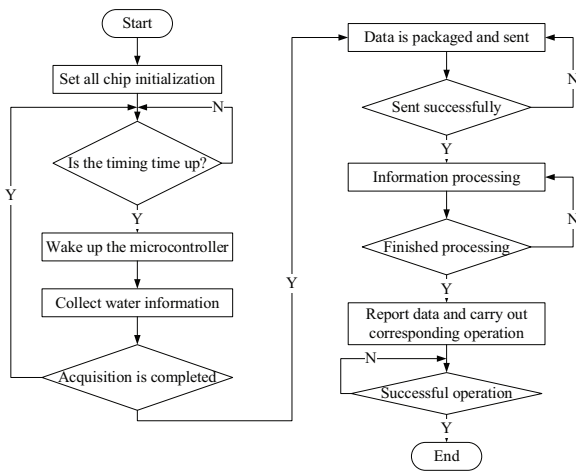 Start
Set all chip initialization
N
Is the timing time up?
Y
Y
Wake up the microcontroller
Collect water information
Acquisition is completed
Y
Data is packaged and sent
N
Sent successfully
Y
Information processing
N
Finished processing
Y
Report data and carry out
corresponding operation
N
Successful operation
Y
End